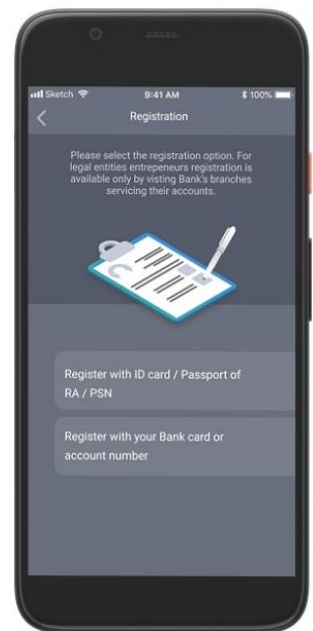 Sketch 9:41 AM 100%
Registration
Please select the registration option. For
legal entities entrepeneurs registration is
available only by visting Bank's branches
servicing their accounts.
Register with ID card / Passport of
RA / PSN
Register with your Bank card or
account number